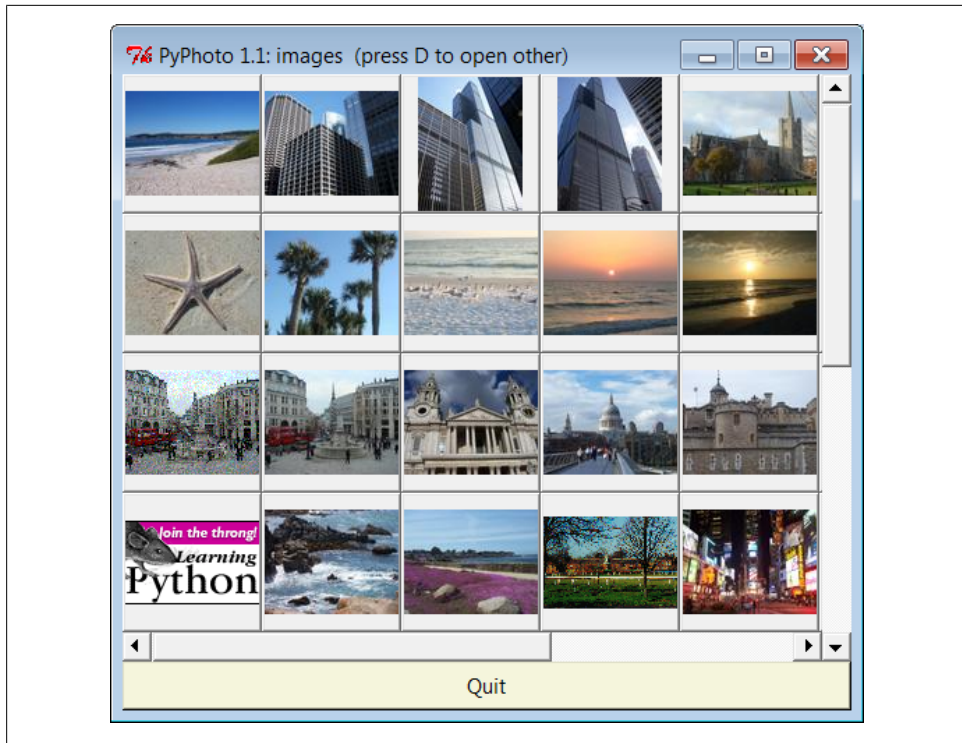 PyPhoto 1.1: images (press D to open other)
Join the throng!
Learning
Python
Quit